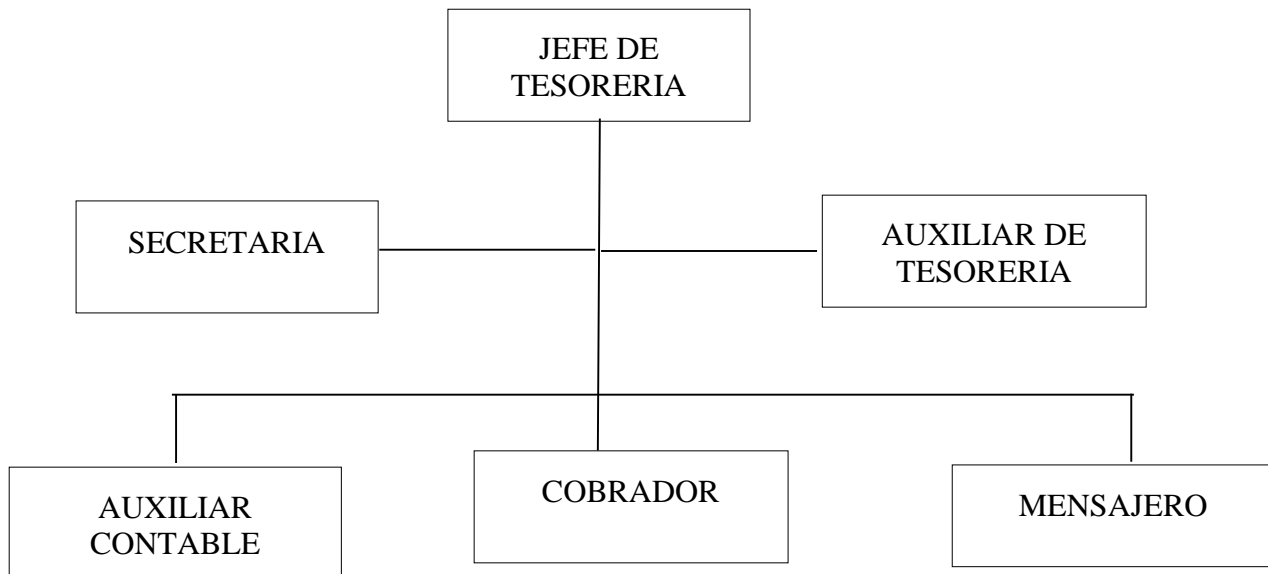 JEFE DE
TESORERIA
SECRETARIA
AUXILIAR DE
TESORERIA
AUXILIAR
CONTABLE
COBRADOR
MENSAJERO